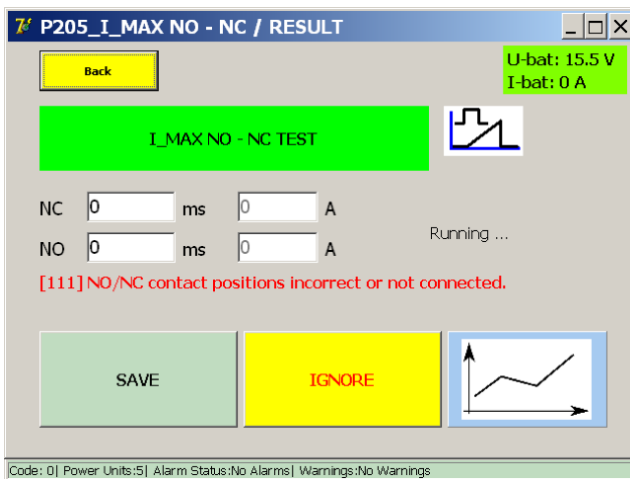 P205_I_MAX NO - NC / RESULT
Back
U-bat: 15.5 V
I-bat: 0 A
I_MAX NO - NC TEST
NC 0 ms 0 A
NO 0 ms 0 A
Running ...
[111] NO/NC contact positions incorrect or not connected.
SAVE
IGNORE
Code: 0| Power Units:5| Alarm Status:No Alarms| Warnings:No Warnings